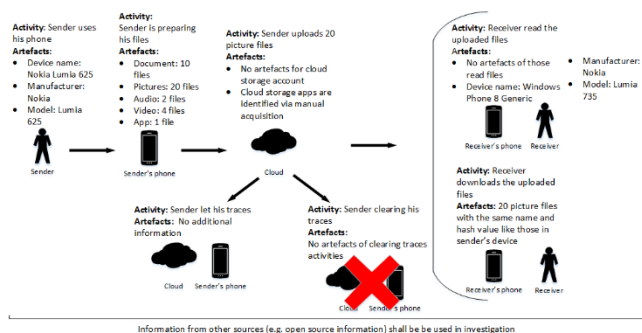 Activity: Sender uses
his phone
Artefacts:
• Device name:
Nokia Lumia 625
• Manufacturer:
Nokia
• Model: Lumia
625
Sender
Activity:
Sender is preparing
his files
Artefacts:
• Document: 10
files
• Pictures: 20 files
• Audio: 2 files
• Video: 4 files
• App: 1 file
Sender's phone
Activity: Sender uploads 20
picture files
Artefacts:
• No artefacts for cloud
storage account
• Cloud storage apps are
identified via manual
acquisition
Cloud
Activity: Receiver read the
uploaded files
Artefacts:
• No artefacts of those
read files
• Device name: Windows
Phone 8 Generic
• Manufacturer:
Nokia
• Model: Lumia
735
Receiver's phone
Receiver
Activity: Receiver
downloads the uploaded
files
Artefacts: 20 picture files
with the same name and
hash value like those in
sender's device
Receiver's phone
Receiver
Activity: Sender let his traces
Artefacts: No additional
information
Cloud
Sender's phone
Activity: Sender clearing his
traces
Artefacts:
No artefacts of clearing traces
activities
Sender's phone
Information from other sources (e.g. open source information) shall be be used in investigation